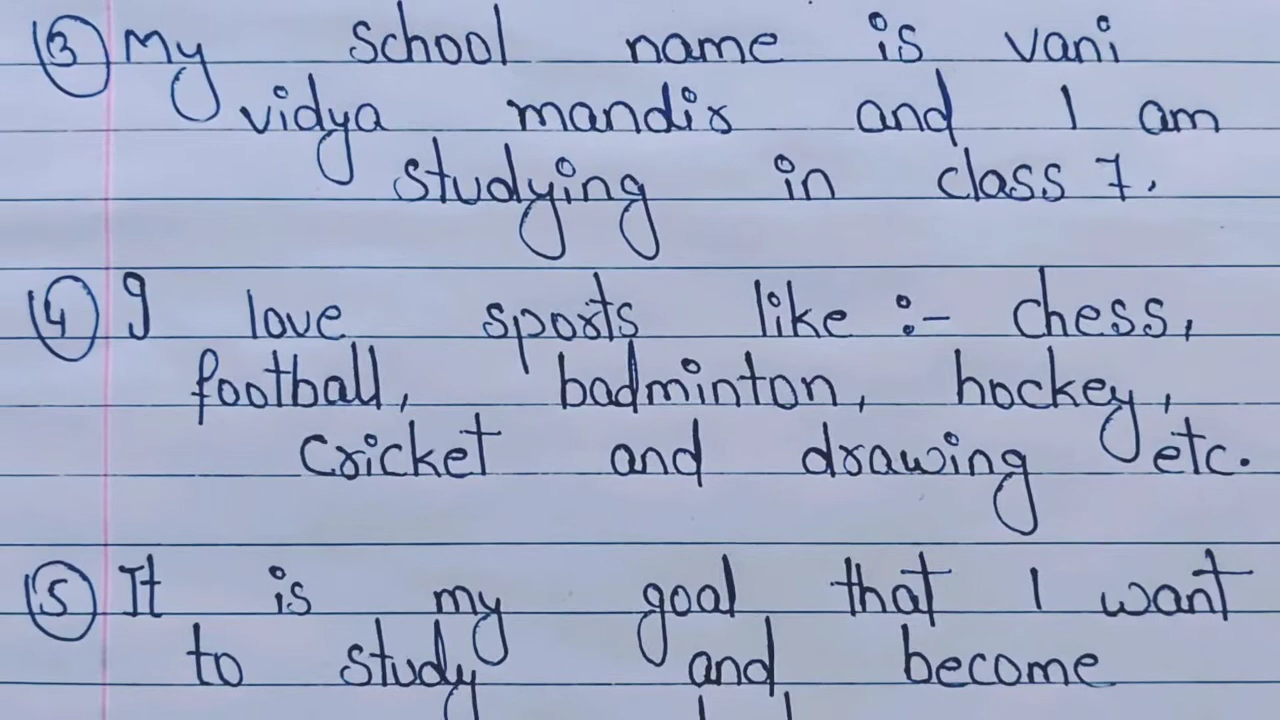 ③ My school name is vani
vidya mandir and I am
studying in class 7.
④ I love sports like :- chess,
football, badminton, hockey,
cricket and drawing etc.
⑤ It is my goal that I want
to study and become